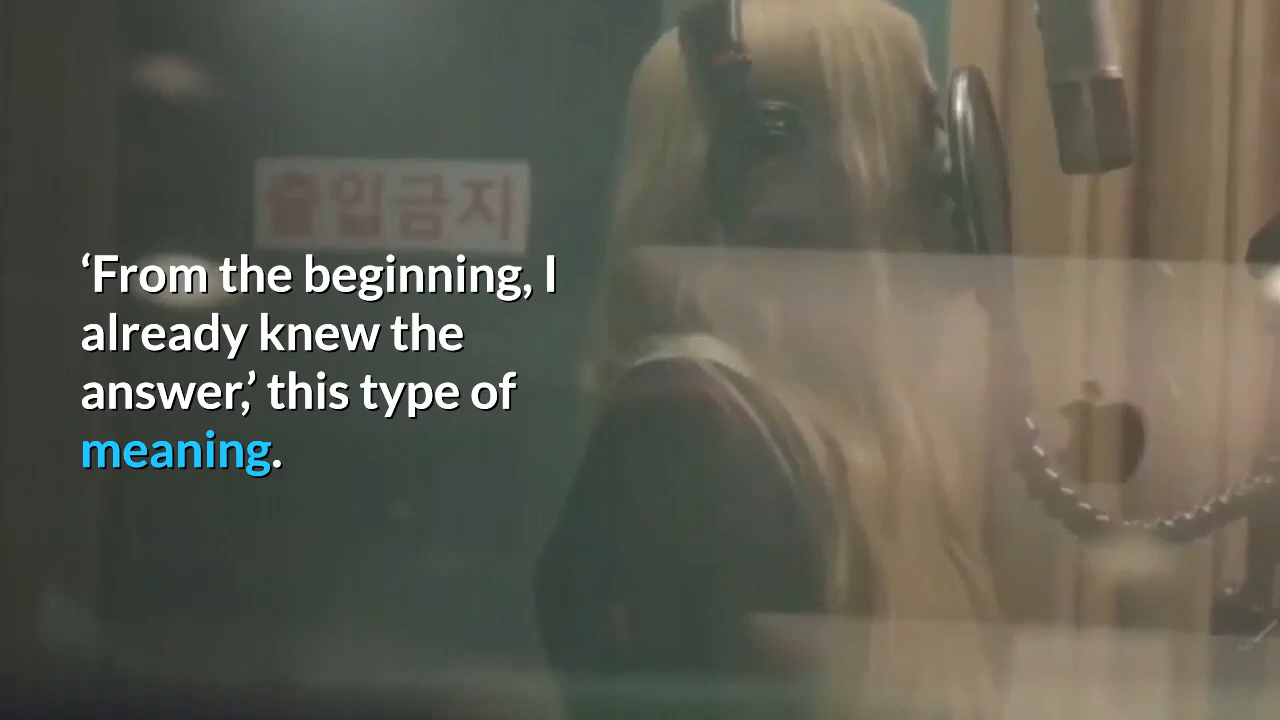 출입금지
‘From the beginning, I
already knew the
answer,’ this type of
meaning.